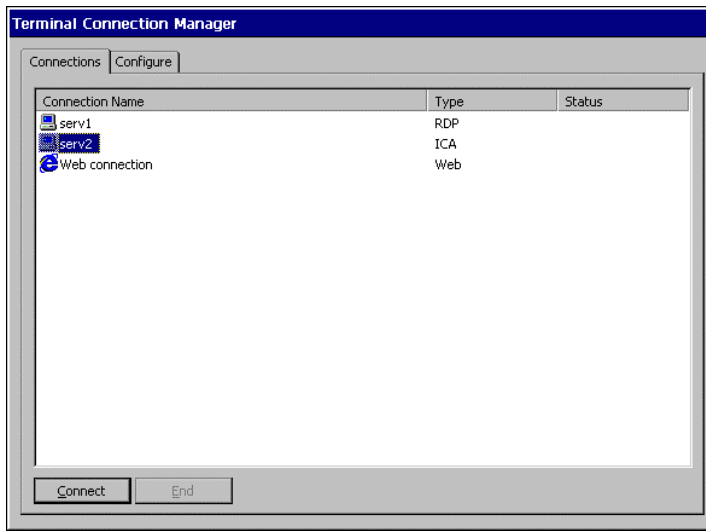 Terminal Connection Manager
Connections Configure
Connection Name Type Status
serv1 RDP
serv2 ICA
Web connection Web
Connect End